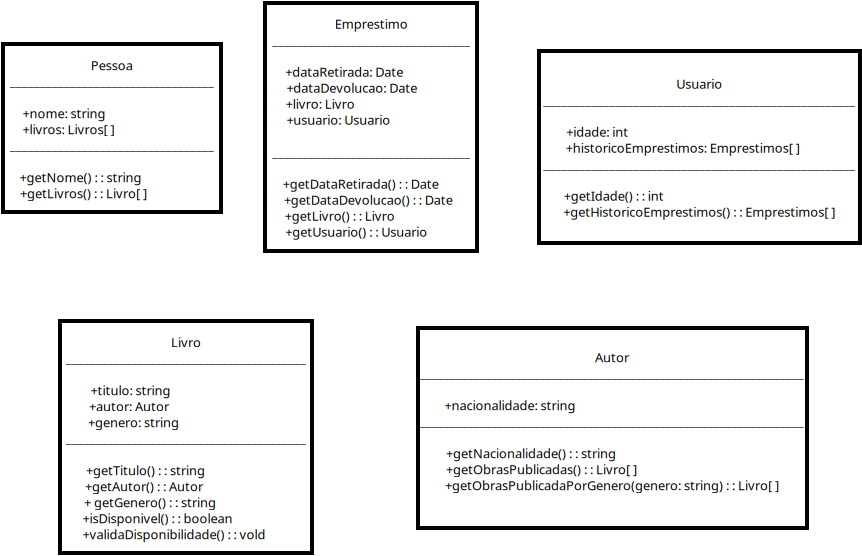 Pessoa
+nome: string
+livros: Livros[ ]
+getNome() : : string
+getLivros() : : Livro[ ]
Emprestimo
+dataRetirada: Date
+dataDevolucao: Date
+livro: Livro
+usuario: Usuario
+getDataRetirada() : : Date
+getDataDevolucao() : : Date
+getLivro() : : Livro
+getUsuario() : : Usuario
Usuario
+idade: int
+historicoEmprestimos: Emprestimos[ ]
+getIdade() : : int
+getHistoricoEmprestimos() : : Emprestimos[ ]
Livro
+titulo: string
+autor: Autor
+genero: string
+getTitulo() : : string
+getAutor() : : Autor
+ getGenero() : : string
+isDisponivel() : : boolean
+validaDisponibilidade() : : vold
Autor
+nacionalidade: string
+getNacionalidade() : : string
+getObrasPublicadas() : : Livro[ ]
+getObrasPublicadaPorGenero(genero: string) : : Livro[ ]